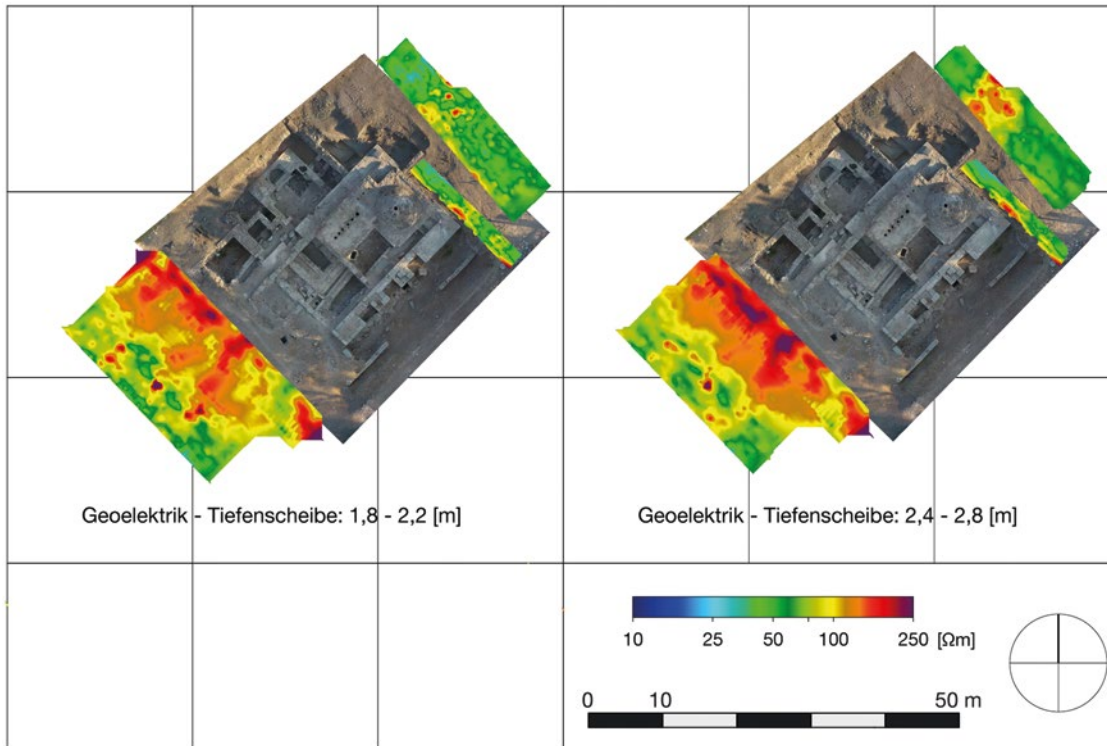 Geoelektrik - Tiefenscheibe: 1,8 - 2,2 [m]
Geoelektrik - Tiefenscheibe: 2,4 - 2,8 [m]
10 25 50 100 250 [Ωm]
0 10 50 m